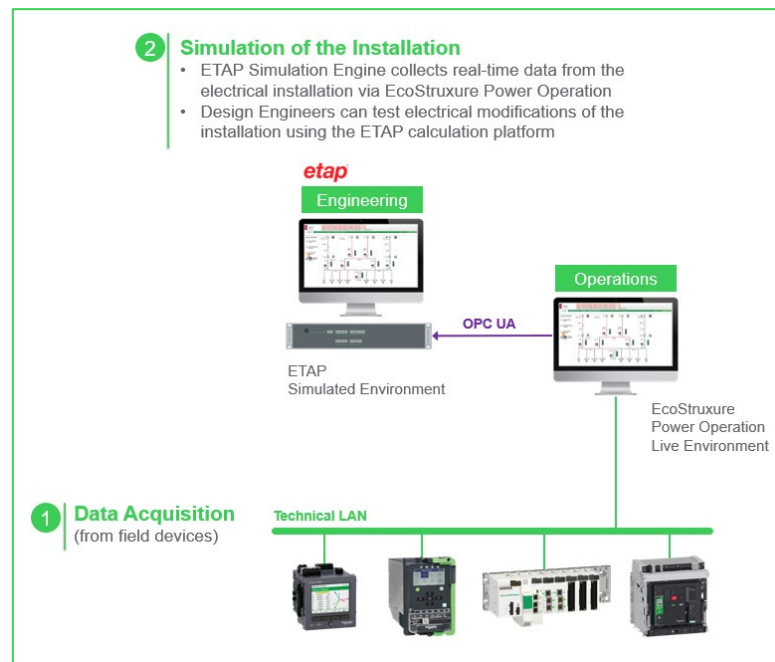 2 Simulation of the Installation
• ETAP Simulation Engine collects real-time data from the
electrical installation via EcoStruxure Power Operation
• Design Engineers can test electrical modifications of the
installation using the ETAP calculation platform
etap
Engineering
Operations
OPC UA
ETAP
Simulated Environment
EcoStruxure
Power Operation
Live Environment
1 Data Acquisition
(from field devices)
Technical LAN